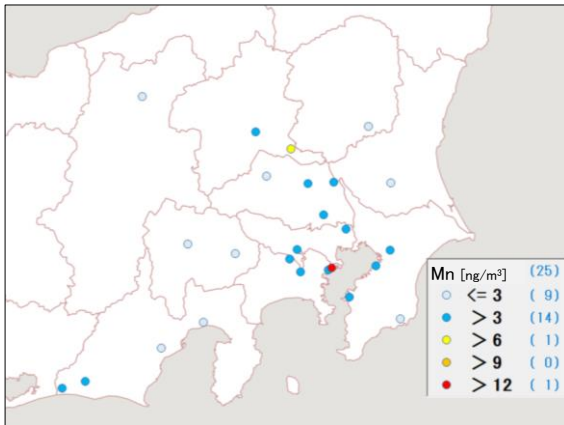 Mn [ng/m³] (25)
<= 3 ( 9)
> 3 (14)
> 6 ( 1)
> 9 ( 0)
> 12 ( 1)